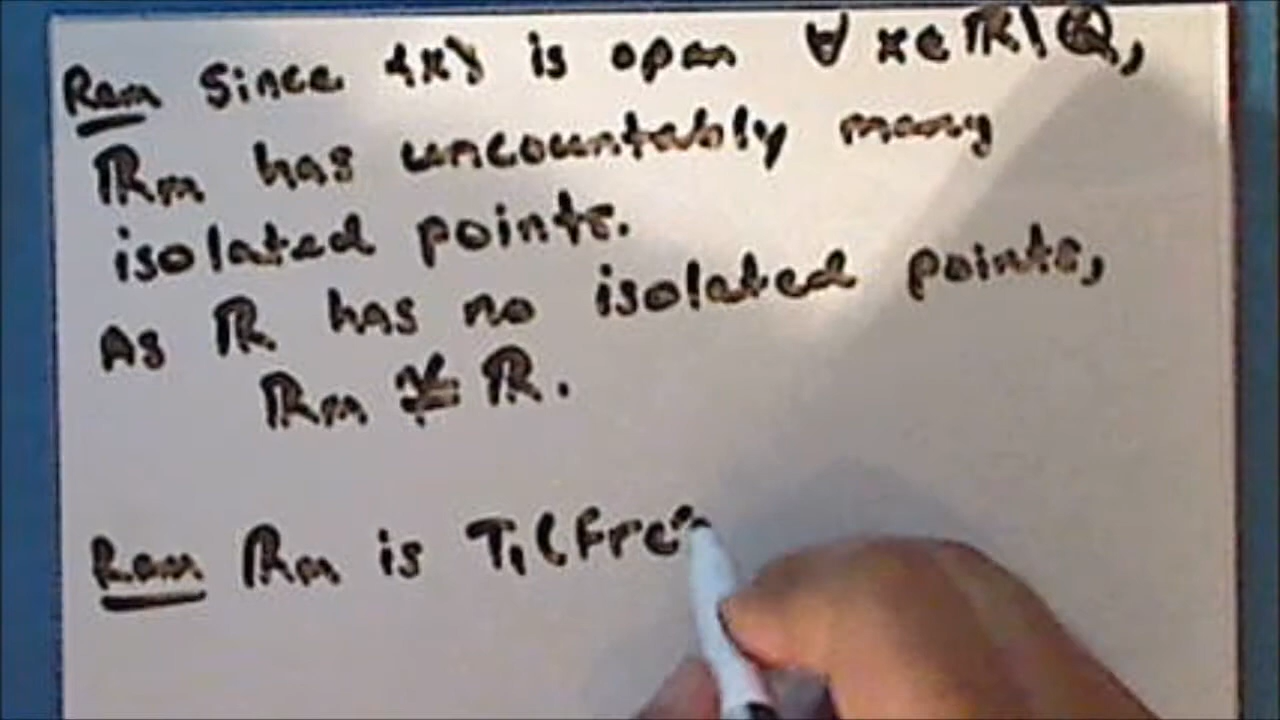 Rem Since {x} is open ∀ x∈ℝ\ℚ,
ℝm has uncountably many
isolated points.
As ℝ has no isolated points,
ℝm ≇ ℝ.
Rem ℝm is T₁ (Fre